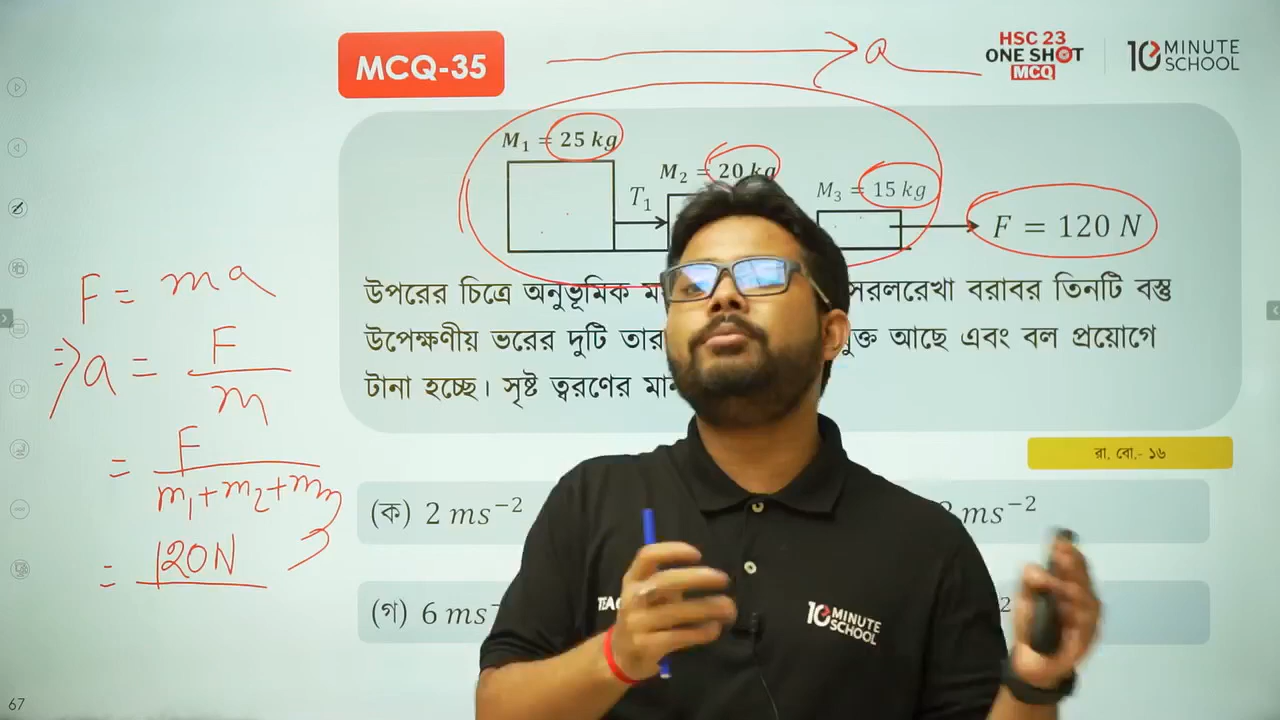 MCQ-35
a
HSC 23
ONE SHOT
MCQ
10 MINUTE
SCHOOL
M₁ = 25 kg
M₂ = 20 kg
M₃ = 15 kg
T₁
F = 120 N
উপরের চিত্রে অনুভূমিক সরলরেখা বরাবর তিনটি বস্তু
উপেক্ষণীয় ভরের দুটি তার আছে এবং বল প্রয়োগে
টানা হচ্ছে। সৃষ্ট ত্বরণের
রা. বো.- ১৬
(ক) 2 ms⁻²
ms⁻²
(গ) 6 ms
F = ma
⇒ a = F / m
= F / m₁+m₂+m₃
= 120N
10 MINUTE
SCHOOL
67